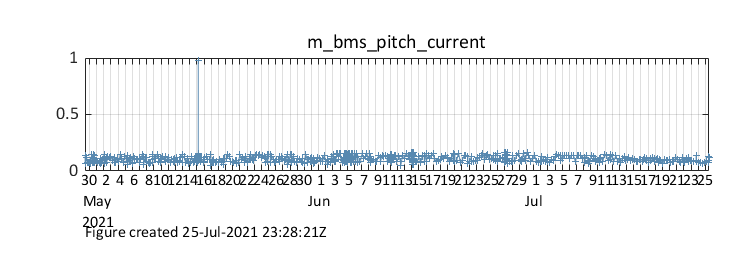 m_bms_pitch_current
1
0.5
0
30 2 4 6 8 10 12 14 16 18 20 22 24 26 28 30 1 3 5 7 9 11 13 15 17 19 21 23 25 27 29 1 3 5 7 9 11 13 15 17 19 21 23 25
May Jun Jul
2021
Figure created 25-Jul-2021 23:28:21Z